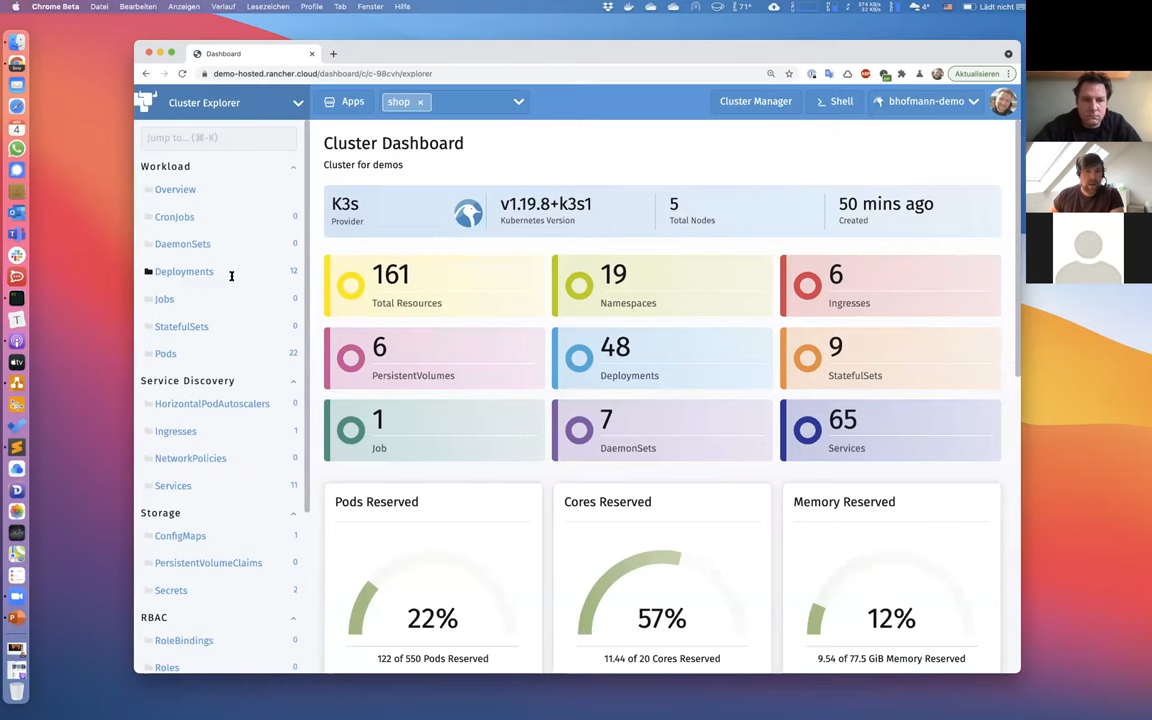 Chrome Beta Datei Bearbeiten Anzeigen Verlauf Lesezeichen Profile Tab Fenster Hilfe
71° 4° Lädt nicht
Dashboard
demo-hosted.rancher.cloud/dashboard/c/c-98cvh/explorer
Aktualisieren
Cluster Explorer
Apps
shop
Cluster Manager
Shell
bhofmann-demo
Jump to... (⌘-K)
Workload
Overview
CronJobs 0
DaemonSets 0
Deployments 12
Jobs 0
StatefulSets 0
Pods 22
Service Discovery
HorizontalPodAutoscalers 0
Ingresses 1
NetworkPolicies 0
Services 11
Storage
ConfigMaps 1
PersistentVolumeClaims 0
Secrets 2
RBAC
RoleBindings 0
Roles 0
Cluster Dashboard
Cluster for demos
K3s
Provider
v1.19.8+k3s1
Kubernetes Version
5
Total Nodes
50 mins ago
Created
161
Total Resources
19
Namespaces
6
Ingresses
6
PersistentVolumes
48
Deployments
9
StatefulSets
1
Job
7
DaemonSets
65
Services
Pods Reserved
22%
122 of 550 Pods Reserved
Cores Reserved
57%
11.44 of 20 Cores Reserved
Memory Reserved
12%
9.54 of 77.5 GiB Memory Reserved